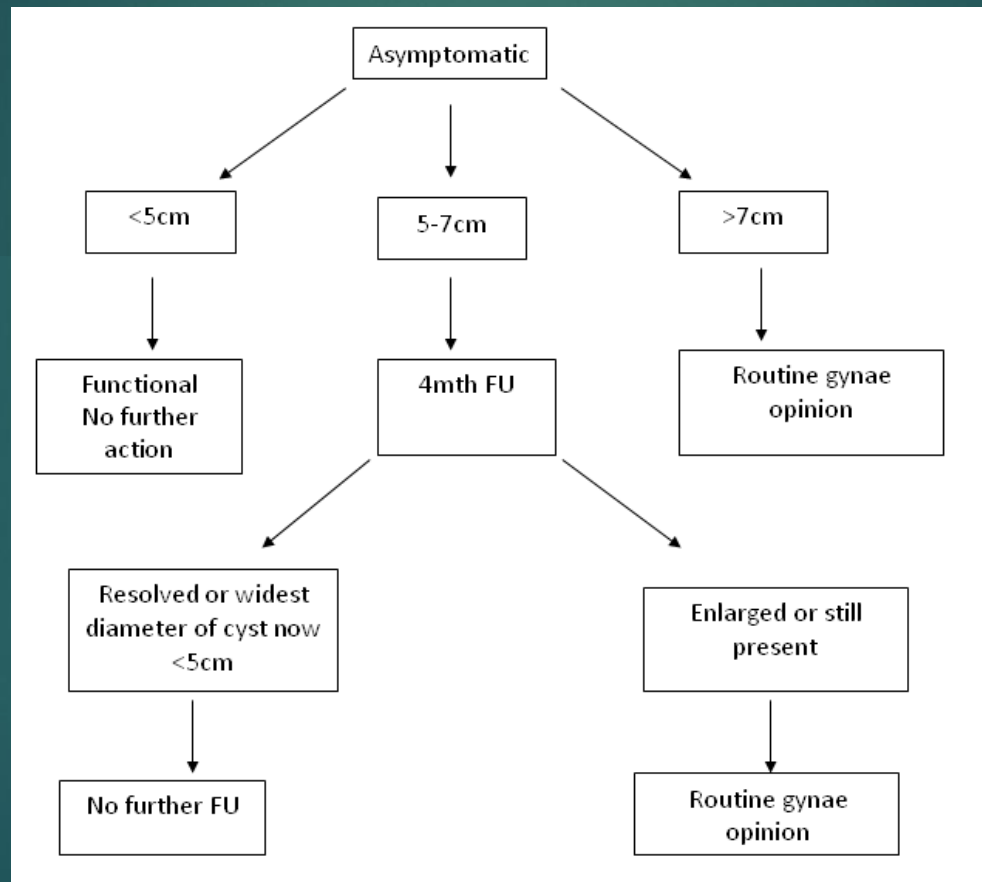 Asymptomatic
<5cm
5-7cm
>7cm
Functional
No further
action
4mth FU
Routine gynae
opinion
Resolved or widest
diameter of cyst now
<5cm
Enlarged or still
present
No further FU
Routine gynae
opinion